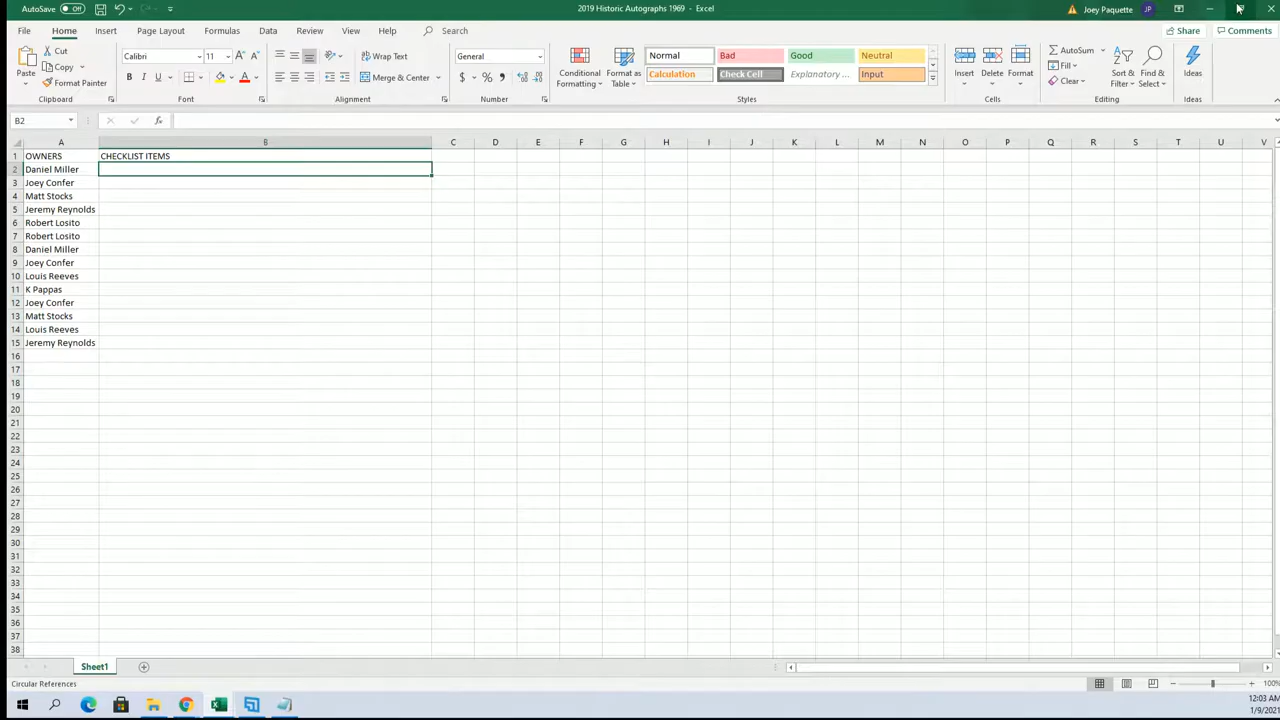 AutoSave Off 2019 Historic Autographs 1969 - Excel Joey Paquette JP
File Home Insert Page Layout Formulas Data Review View Help Search Share Comments
Paste Cut Copy Format Painter Clipboard
Calibri 11 B I U A Font
Wrap Text Merge & Center Alignment
General $ % Number
Conditional Formatting Format as Table
Normal Bad Good Neutral
Calculation Check Cell Explanatory ... Input
Styles
Insert Delete Format Cells
AutoSum Fill Clear Sort & Filter Find & Select Editing
Ideas Ideas
B2 fx
A B C D E F G H I J K L M N O P Q R S T U V
1 OWNERS CHECKLIST ITEMS
2 Daniel Miller
3 Joey Confer
4 Matt Stocks
5 Jeremy Reynolds
6 Robert Losito
7 Robert Losito
8 Daniel Miller
9 Joey Confer
10 Louis Reeves
11 K Pappas
12 Joey Confer
13 Matt Stocks
14 Louis Reeves
15 Jeremy Reynolds
16
17
18
19
20
21
22
23
24
25
26
27
28
29
30
31
32
33
34
35
36
37
38
Sheet1
Circular References 100%
12:03 AM
1/9/2021